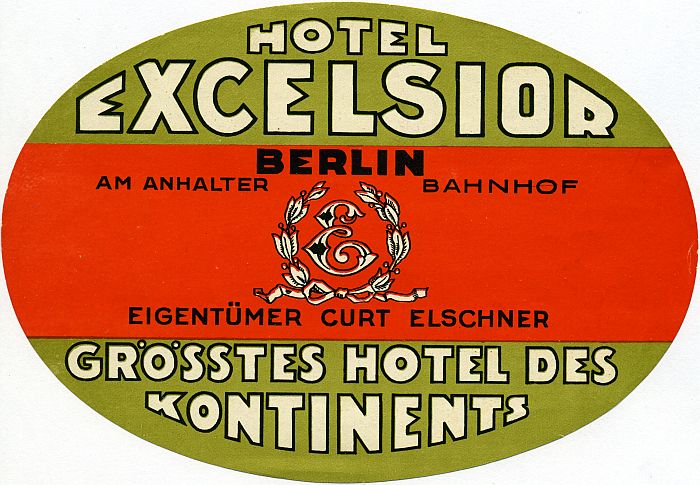 HOTEL
EXCELSIOR
BERLIN
AM ANHALTER BAHNHOF
E
EIGENTÜMER CURT ELSCHNER
GRÖSSTES HOTEL DES
KONTINENTS